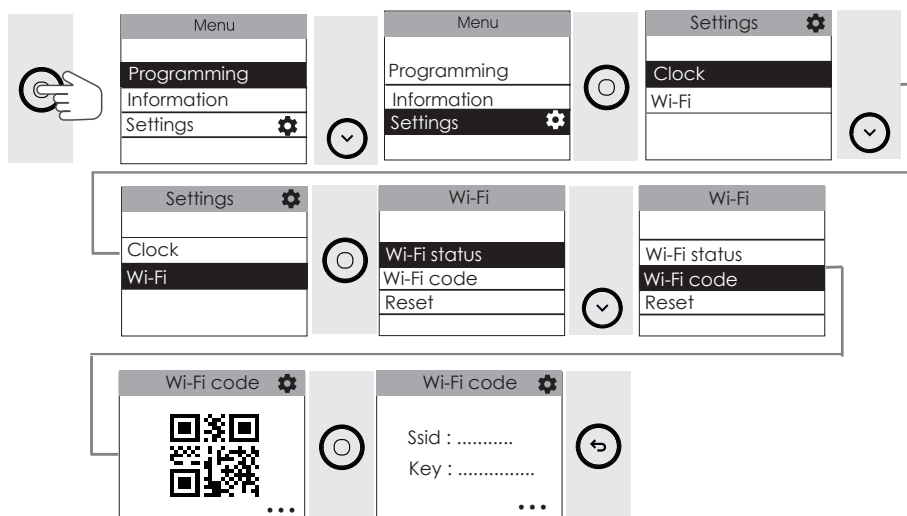 Menu
Programming
Information
Settings
Menu
Programming
Information
Settings
Settings
Clock
Wi-Fi
Settings
Clock
Wi-Fi
Wi-Fi
Wi-Fi status
Wi-Fi code
Reset
Wi-Fi
Wi-Fi status
Wi-Fi code
Reset
Wi-Fi code
...
Wi-Fi code
Ssid : ...........
Key : ...............
...